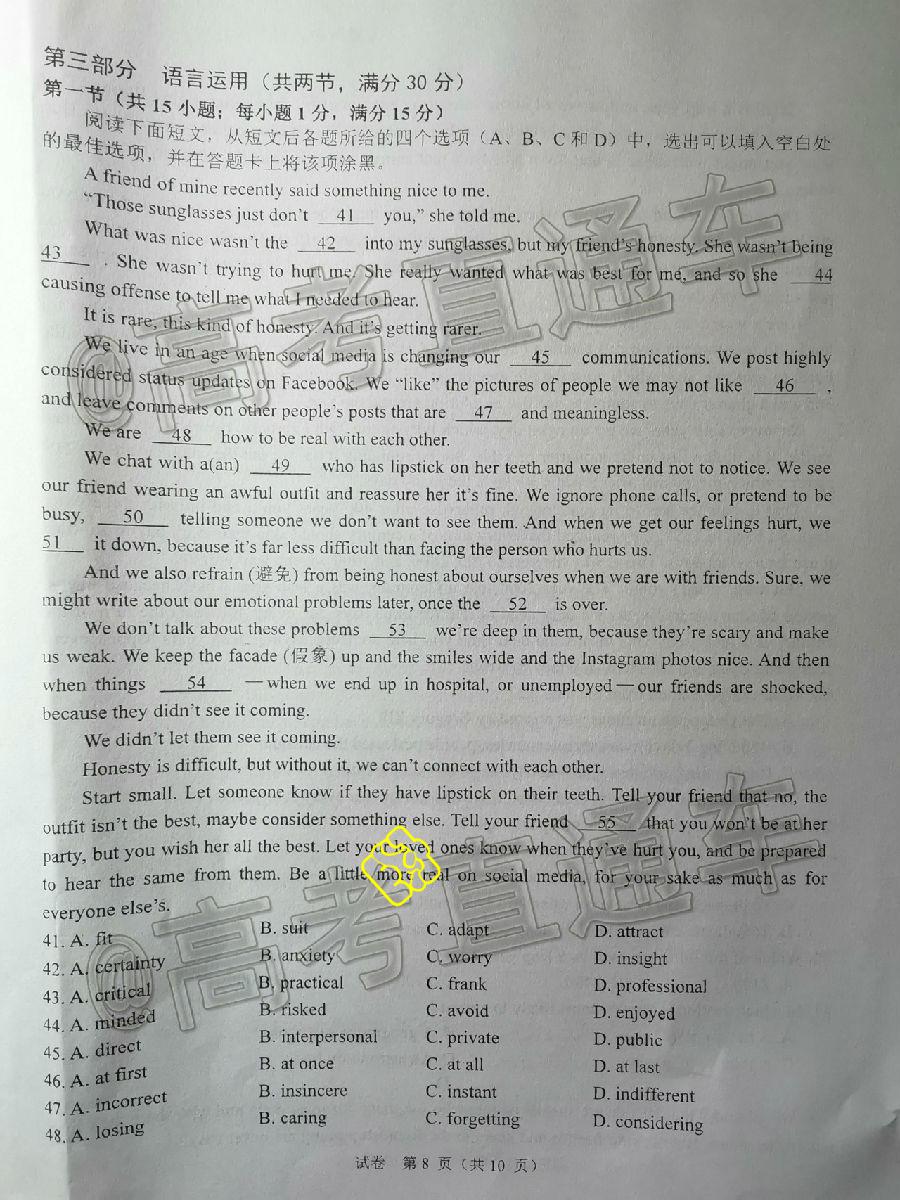 第三部分 语言运用（共两节，满分 30 分）
第一节（共 15 小题；每小题 1 分，满分 15 分）
阅读下面短文，从短文后各题所给的四个选项（A、B、C 和 D）中，选出可以填入空白处
的最佳选项，并在答题卡上将该项涂黑。
A friend of mine recently said something nice to me.
“Those sunglasses just don’t 41 you,” she told me.
What was nice wasn’t the 42 into my sunglasses, but my friend’s honesty. She wasn’t being
43 . She wasn’t trying to hurt me. She really wanted what was best for me, and so she 44
causing offense to tell me what I needed to hear.
It is rare, this kind of honesty. And it’s getting rarer.
We live in an age when social media is changing our 45 communications. We post highly
considered status updates on Facebook. We “like” the pictures of people we may not like 46 ,
and leave comments on other people’s posts that are 47 and meaningless.
We are 48 how to be real with each other.
We chat with a(an) 49 who has lipstick on her teeth and we pretend not to notice. We see
our friend wearing an awful outfit and reassure her it’s fine. We ignore phone calls, or pretend to be
busy, 50 telling someone we don’t want to see them. And when we get our feelings hurt, we
51 it down, because it’s far less difficult than facing the person who hurts us.
And we also refrain (避免) from being honest about ourselves when we are with friends. Sure, we
might write about our emotional problems later, once the 52 is over.
We don’t talk about these problems 53 we’re deep in them, because they’re scary and make
us weak. We keep the facade (假象) up and the smiles wide and the Instagram photos nice. And then
when things 54 —when we end up in hospital, or unemployed—our friends are shocked,
because they didn’t see it coming.
We didn’t let them see it coming.
Honesty is difficult, but without it, we can’t connect with each other.
Start small. Let someone know if they have lipstick on their teeth. Tell your friend that no, the
outfit isn’t the best, maybe consider something else. Tell your friend 55 that you won’t be at her
party, but you wish her all the best. Let your loved ones know when they’ve hurt you, and be prepared
to hear the same from them. Be a little more real on social media, for your sake as much as for
everyone else’s.
41. A. fit B. suit C. adapt D. attract
42. A. certainty B. anxiety C. worry D. insight
43. A. critical B. practical C. frank D. professional
44. A. minded B. risked C. avoid D. enjoyed
45. A. direct B. interpersonal C. private D. public
46. A. at first B. at once C. at all D. at last
47. A. incorrect B. insincere C. instant D. indifferent
48. A. losing B. caring C. forgetting D. considering
试卷 第 8 页（共 10 页）
@高考直通车
@高考直通车